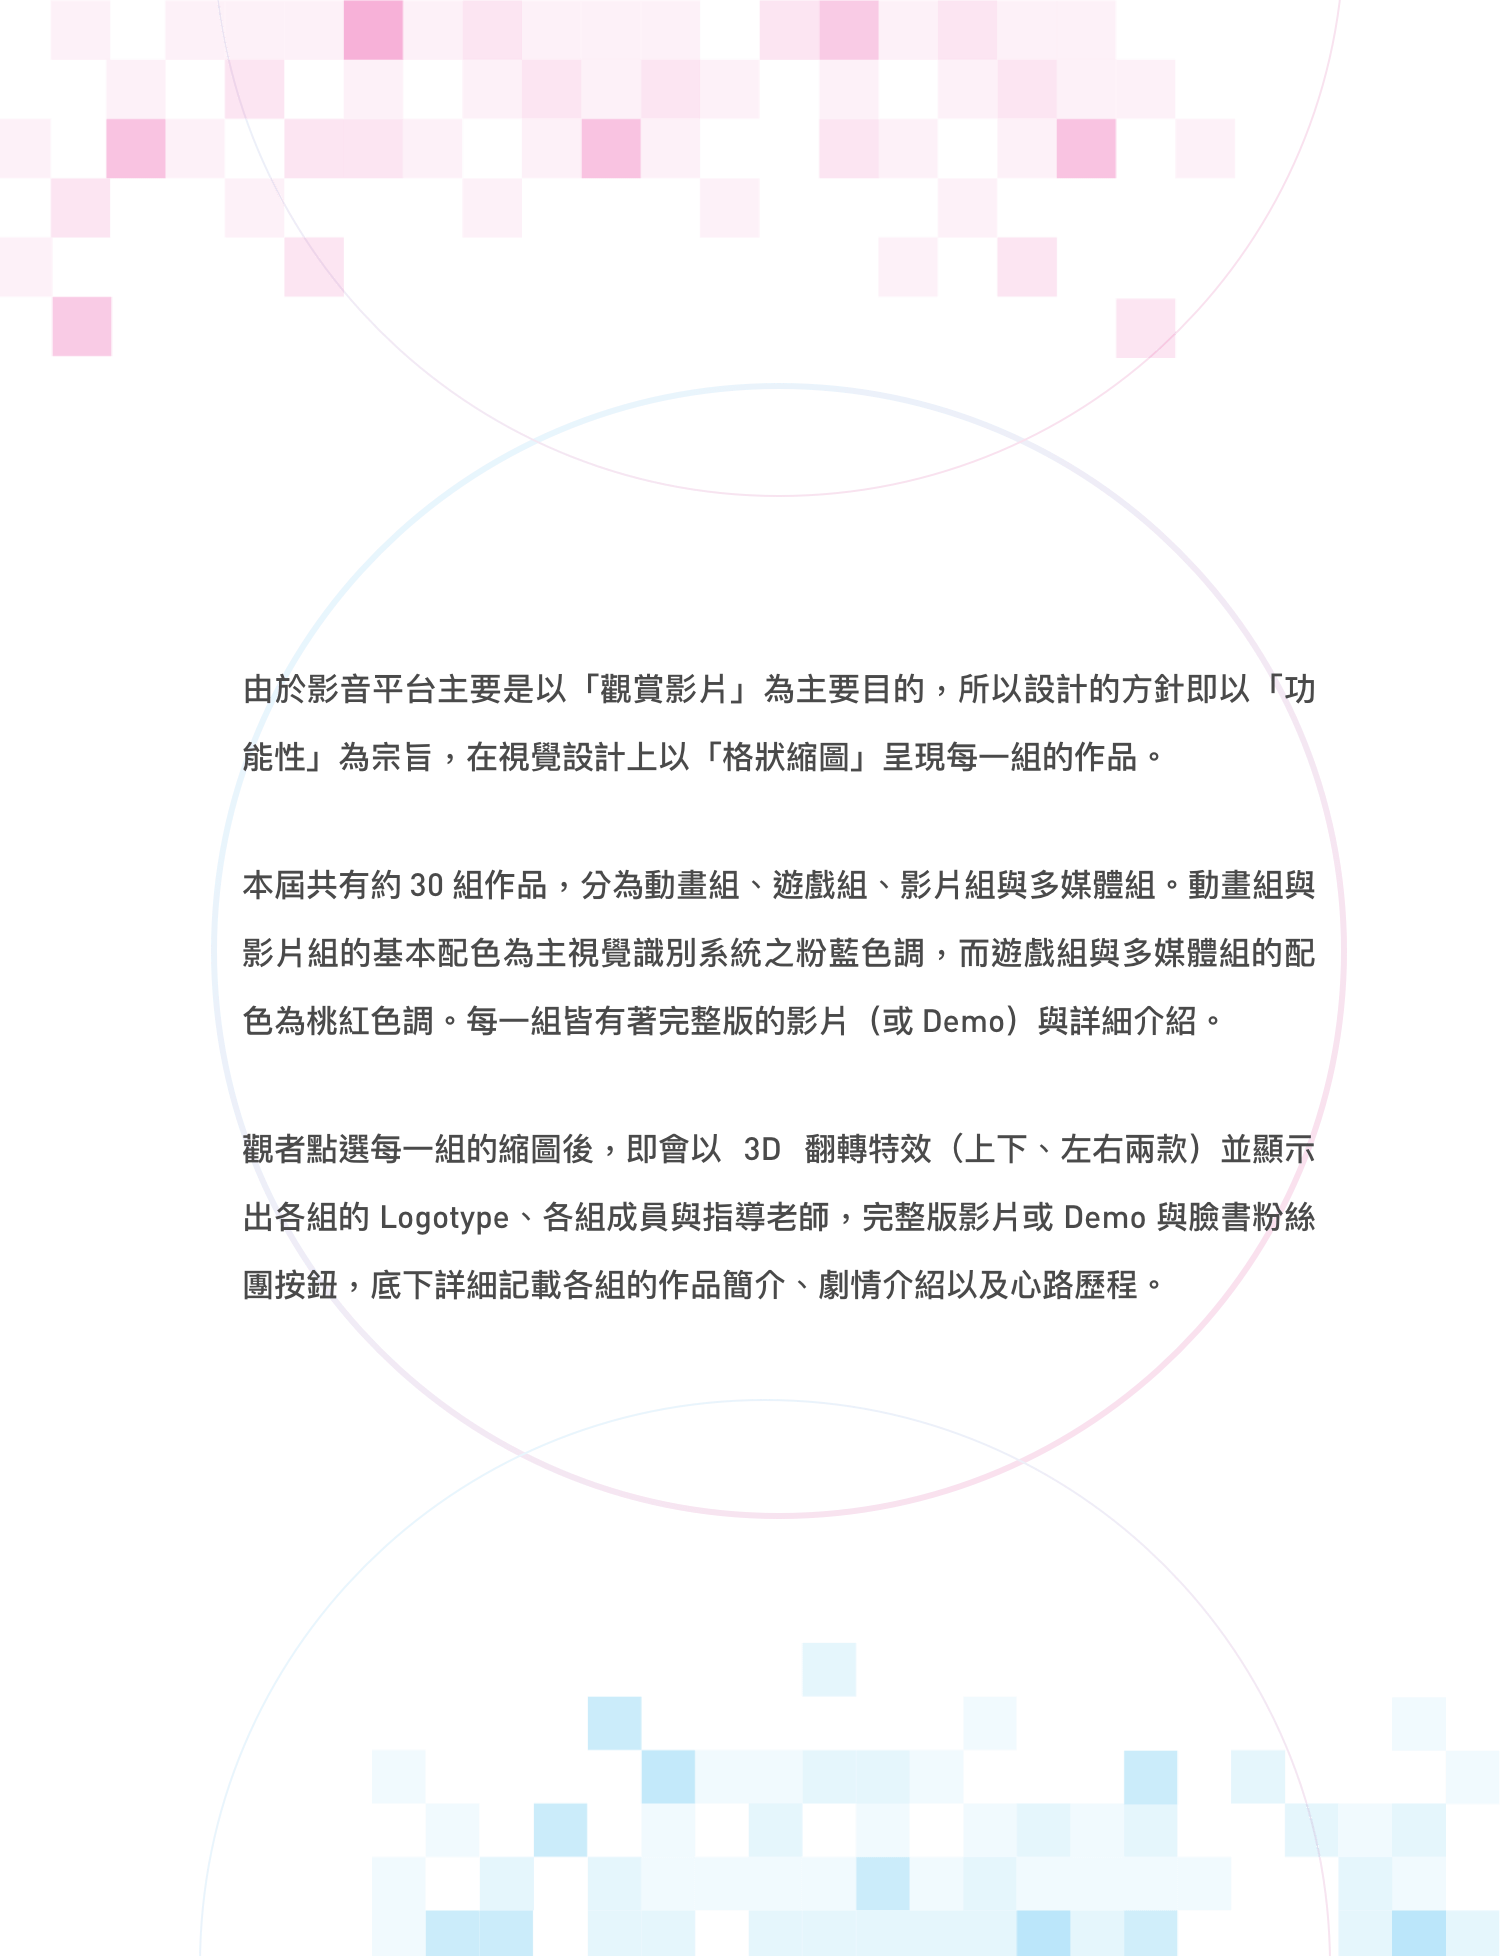 由於影音平台主要是以「觀賞影片」為主要目的，所以設計的方針即以「功
能性」為宗旨，在視覺設計上以「格狀縮圖」呈現每一組的作品。
本屆共有約 30 組作品，分為動畫組、遊戲組、影片組與多媒體組。動畫組與
影片組的基本配色為主視覺識別系統之粉藍色調，而遊戲組與多媒體組的配
色為桃紅色調。每一組皆有著完整版的影片（或 Demo）與詳細介紹。
觀者點選每一組的縮圖後，即會以 3D 翻轉特效（上下、左右兩款）並顯示
出各組的 Logotype、各組成員與指導老師，完整版影片或 Demo 與臉書粉絲
團按鈕，底下詳細記載各組的作品簡介、劇情介紹以及心路歷程。